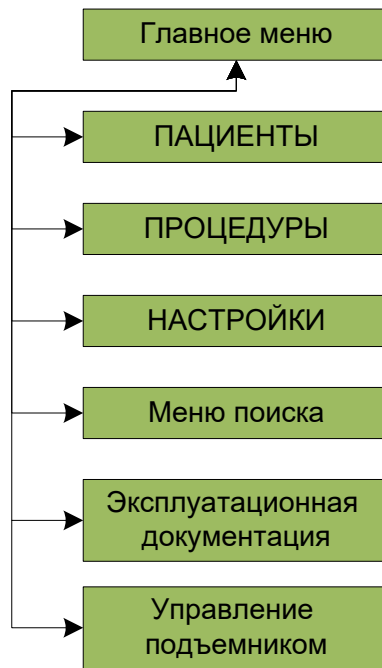 Главное меню
ПАЦИЕНТЫ
ПРОЦЕДУРЫ
НАСТРОЙКИ
Меню поиска
Эксплуатационная
документация
Управление
подъемником